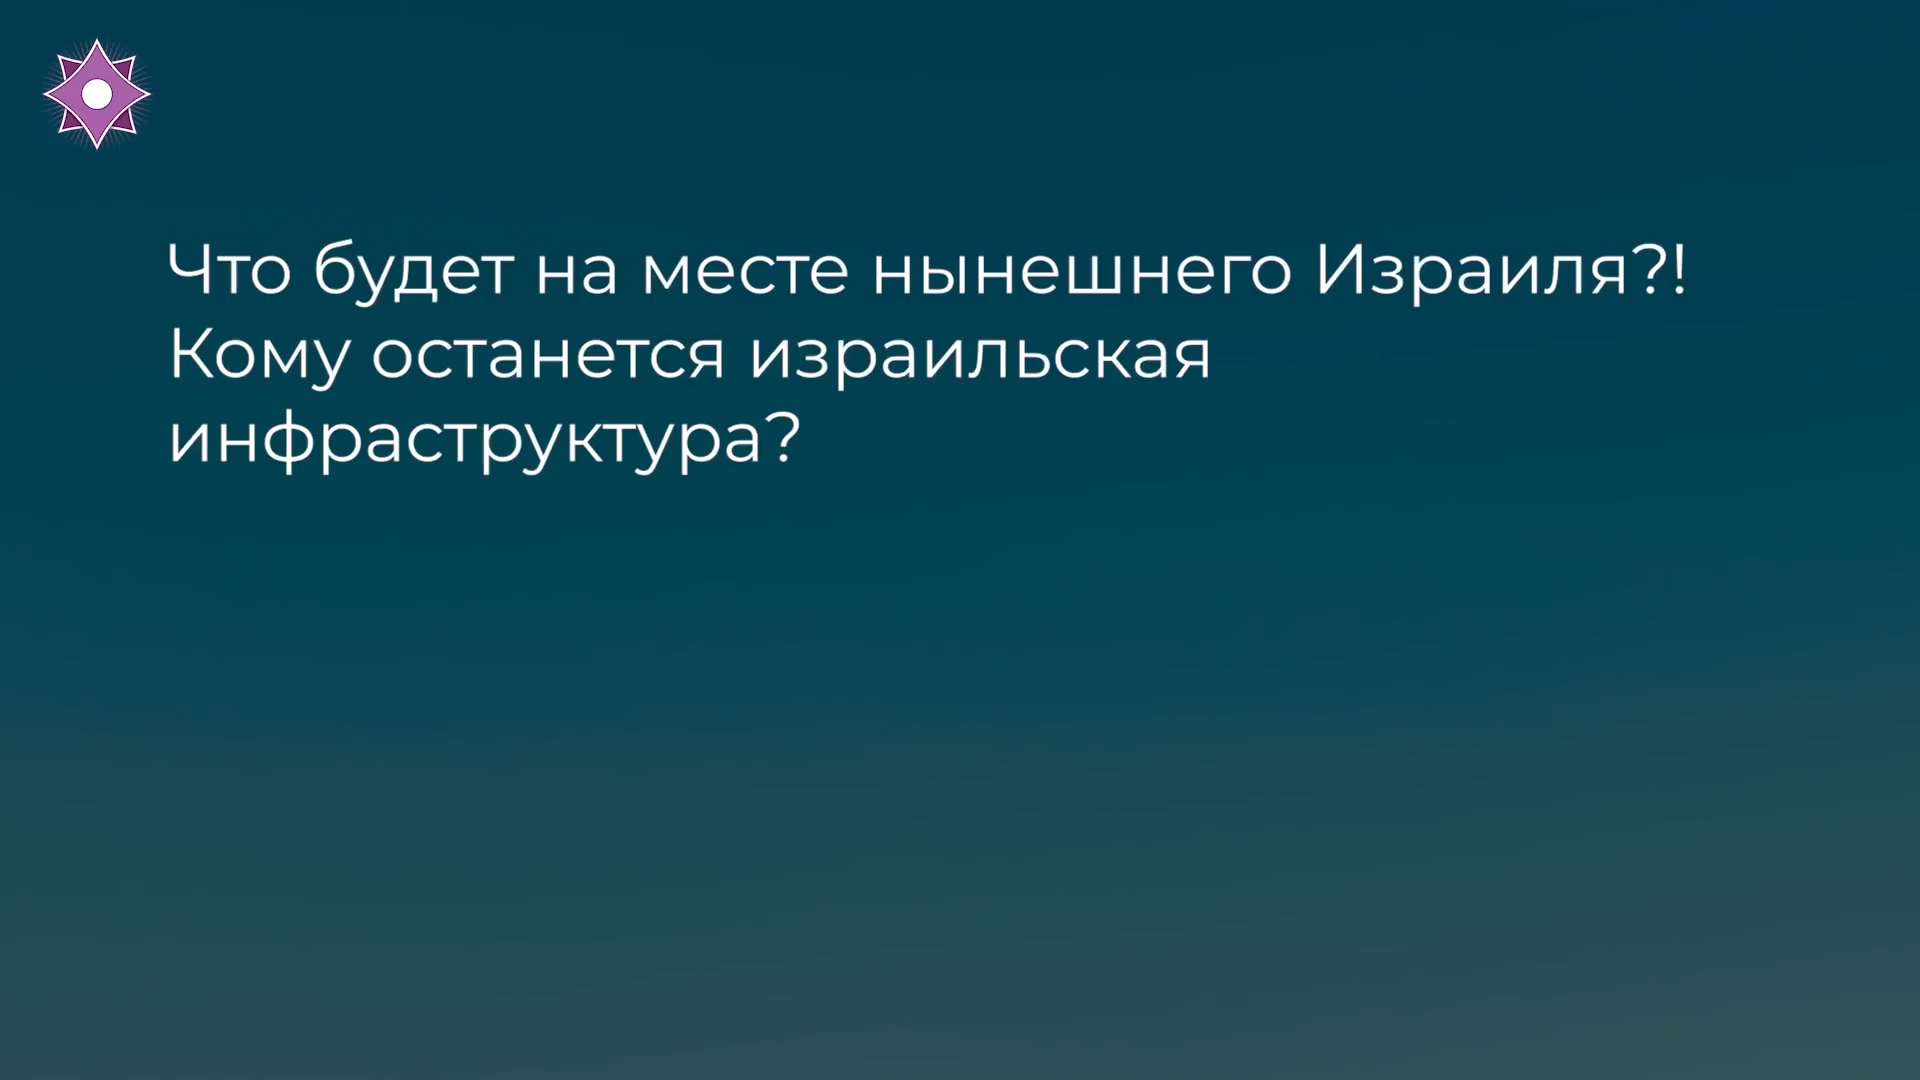 Что будет на месте нынешнего Израиля?!
Кому останется израильская
инфраструктура?